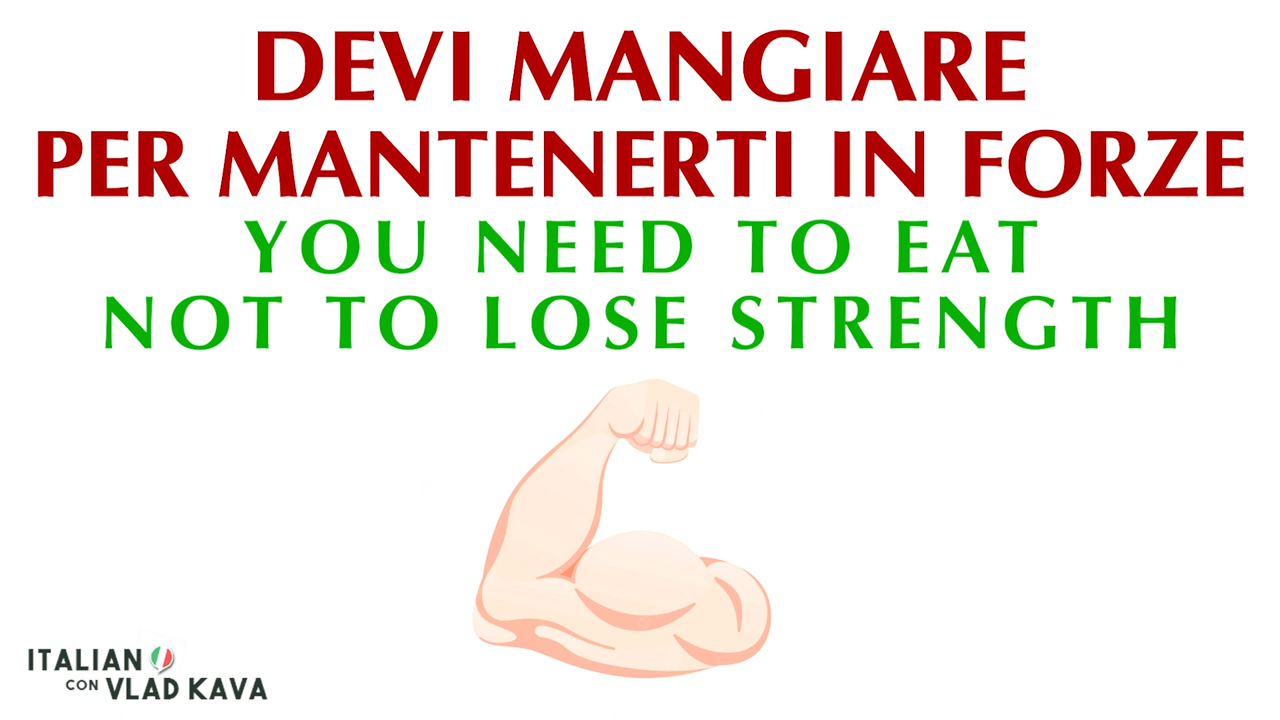 DEVI MANGIARE
PER MANTENERTI IN FORZE
YOU NEED TO EAT
NOT TO LOSE STRENGTH
ITALIAN
CON VLAD KAVA